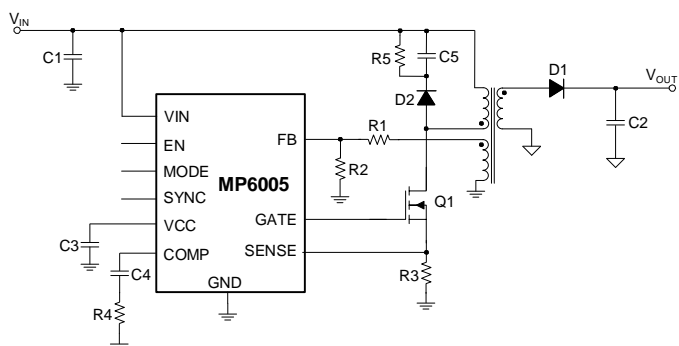 VIN
C1
R5
C5
D2
D1
VOUT
C2
VIN
EN
MODE
SYNC
VCC
COMP
MP6005
FB
GATE
SENSE
GND
R1
R2
Q1
R3
C3
C4
R4